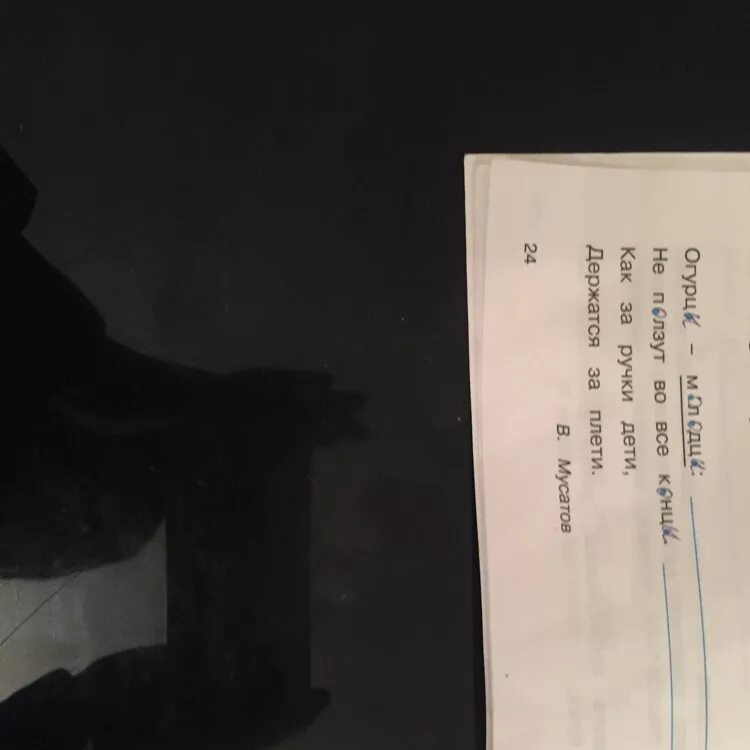 Огурцы – молодцы:
Не ползут во все концы.
Как за ручки дети,
Держатся за плети.
В. Мусатов
24